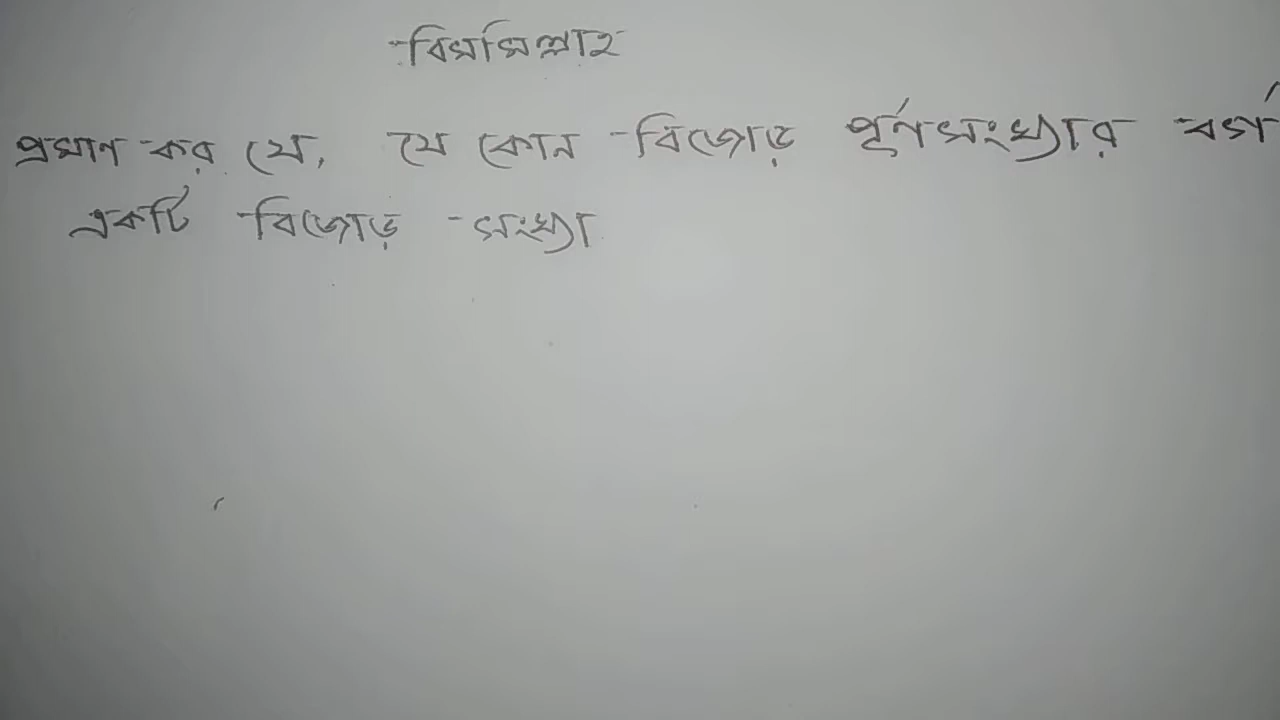 বিসমিল্লাহ
প্রমান কর যে, যে কোন বিজোড় পূর্ণসংখ্যার বর্গ
একটি বিজোড় সংখ্যা